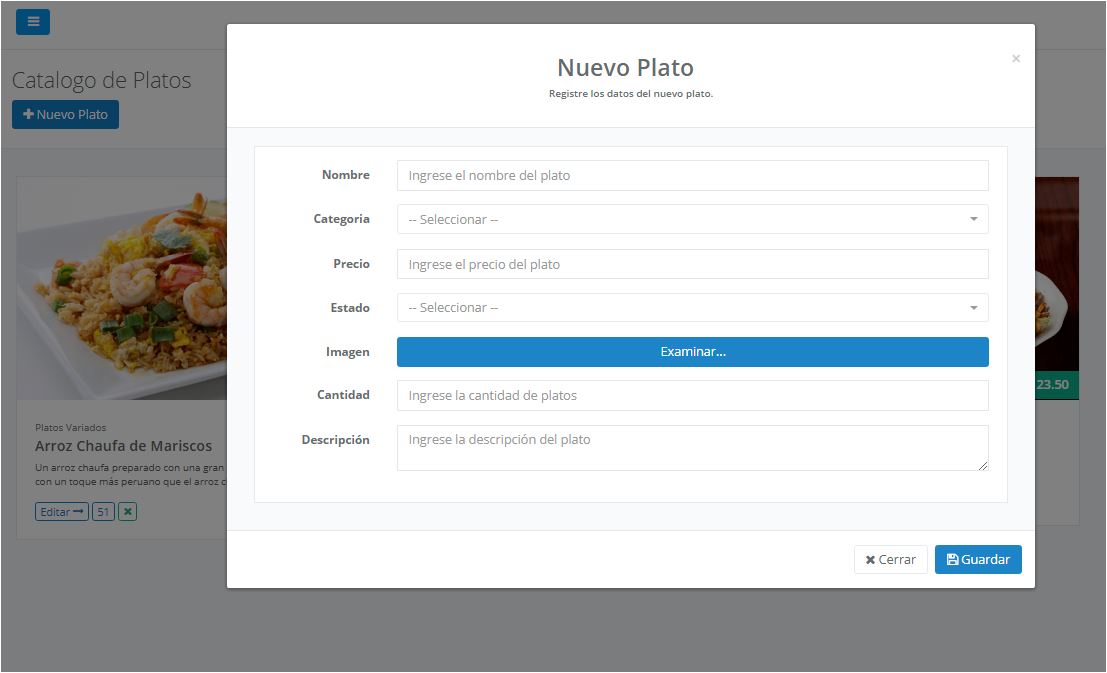 Catalogo de Platos
Nuevo Plato
Nuevo Plato
Registre los datos del nuevo plato.
×
Nombre
Ingrese el nombre del plato
Categoria
-- Seleccionar --
Precio
Ingrese el precio del plato
Estado
-- Seleccionar --
Imagen
Examinar...
Cantidad
Ingrese la cantidad de platos
Descripción
Ingrese la descripción del plato
Cerrar
Guardar
Platos Variados
Arroz Chaufa de Mariscos
Un arroz chaufa preparado con una gran
con un toque más peruano que el arroz
Editar
51
23.50